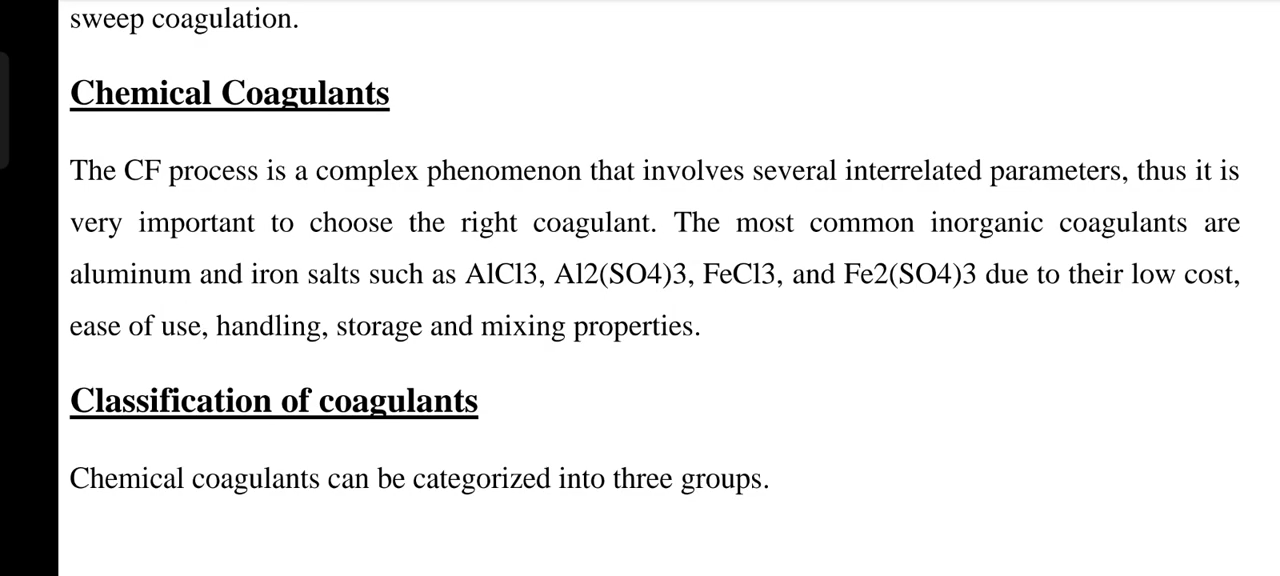 sweep coagulation.
Chemical Coagulants
The CF process is a complex phenomenon that involves several interrelated parameters, thus it is
very important to choose the right coagulant. The most common inorganic coagulants are
aluminum and iron salts such as AlCl3, Al2(SO4)3, FeCl3, and Fe2(SO4)3 due to their low cost,
ease of use, handling, storage and mixing properties.
Classification of coagulants
Chemical coagulants can be categorized into three groups.